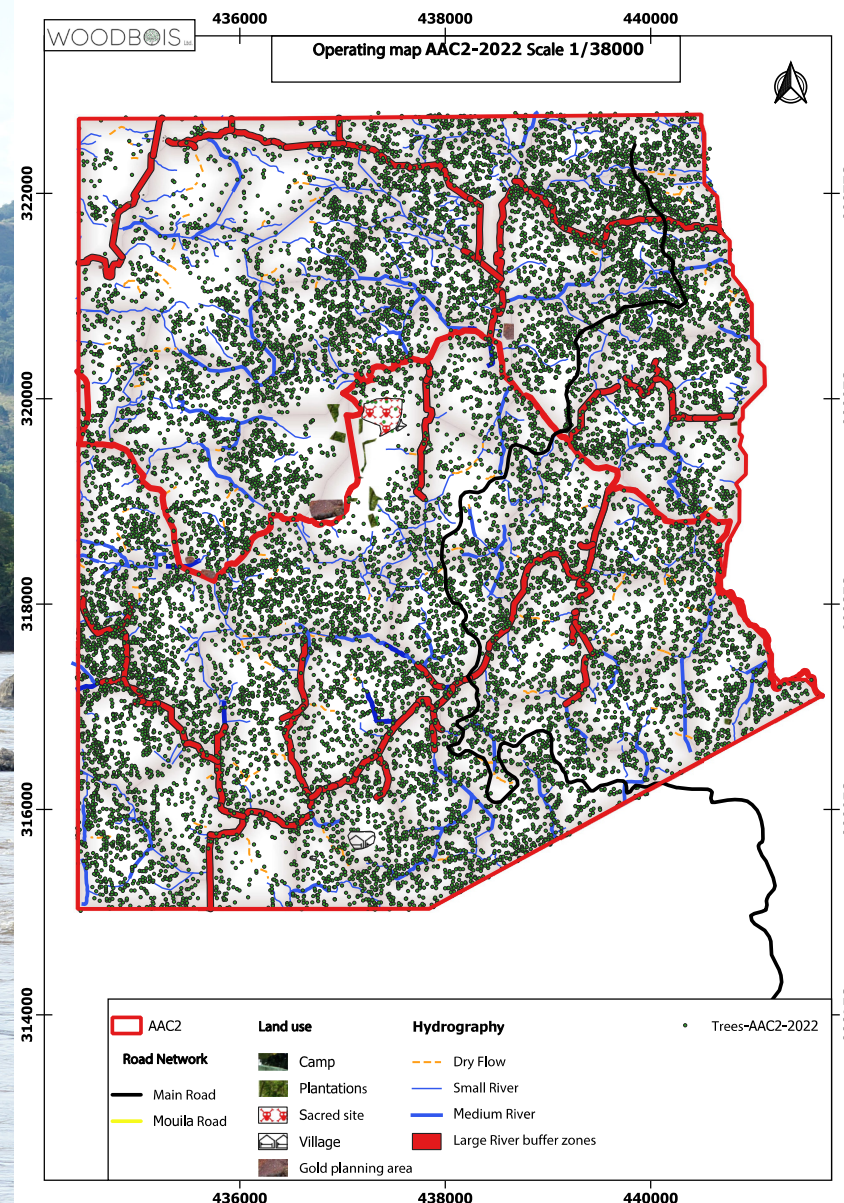 436000 438000 440000
WOODBOIS Ltd
Operating map AAC2-2022 Scale 1/38000
322000
320000
318000
316000
314000
AAC2
Road Network
Main Road
Mouila Road
Land use
Camp
Plantations
Sacred site
Village
Gold planning area
Hydrography
Dry Flow
Small River
Medium River
Large River buffer zones
Trees-AAC2-2022
436000 438000 440000